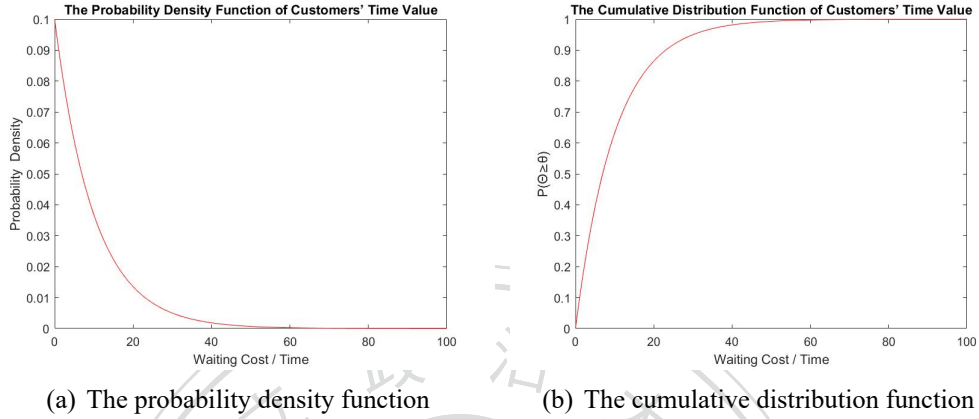 The Probability Density Function of Customers' Time Value
0.1
0.09
0.08
0.07
0.06
0.05
0.04
0.03
0.02
0.01
0
Probability Density
0 20 40 60 80 100
Waiting Cost / Time
(a) The probability density function
The Cumulative Distribution Function of Customers' Time Value
1
0.9
0.8
0.7
0.6
0.5
0.4
0.3
0.2
0.1
0
P(Θ≥θ)
0 20 40 60 80 100
Waiting Cost / Time
(b) The cumulative distribution function
政 治